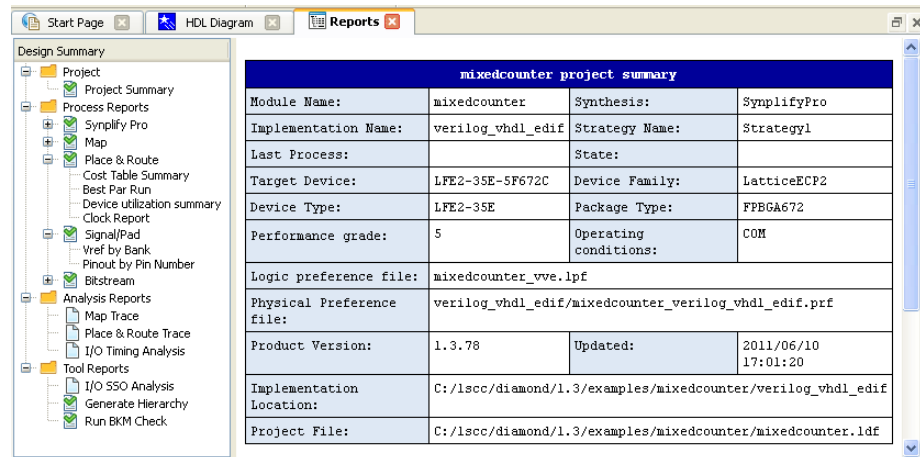 Start Page HDL Diagram Reports
Design Summary
Project
Project Summary
Process Reports
Synplify Pro
Map
Place & Route
Cost Table Summary
Best Par Run
Device utilization summary
Clock Report
Signal/Pad
Vref by Bank
Pinout by Pin Number
Bitstream
Analysis Reports
Map Trace
Place & Route Trace
I/O Timing Analysis
Tool Reports
I/O SSO Analysis
Generate Hierarchy
Run BKM Check
mixedcounter project summary
Module Name: mixedcounter Synthesis: SynplifyPro
Implementation Name: verilog_vhdl_edif Strategy Name: Strategy1
Last Process: State:
Target Device: LFE2-35E-5F672C Device Family: LatticeECP2
Device Type: LFE2-35E Package Type: FPBGA672
Performance grade: 5 Operating COM
conditions:
Logic preference file: mixedcounter_vve.lpf
Physical Preference verilog_vhdl_edif/mixedcounter_verilog_vhdl_edif.prf
file:
Product Version: 1.3.78 Updated: 2011/06/10
17:01:20
Implementation C:/lscc/diamond/1.3/examples/mixedcounter/verilog_vhdl_edif
Location:
Project File: C:/lscc/diamond/1.3/examples/mixedcounter/mixedcounter.ldf